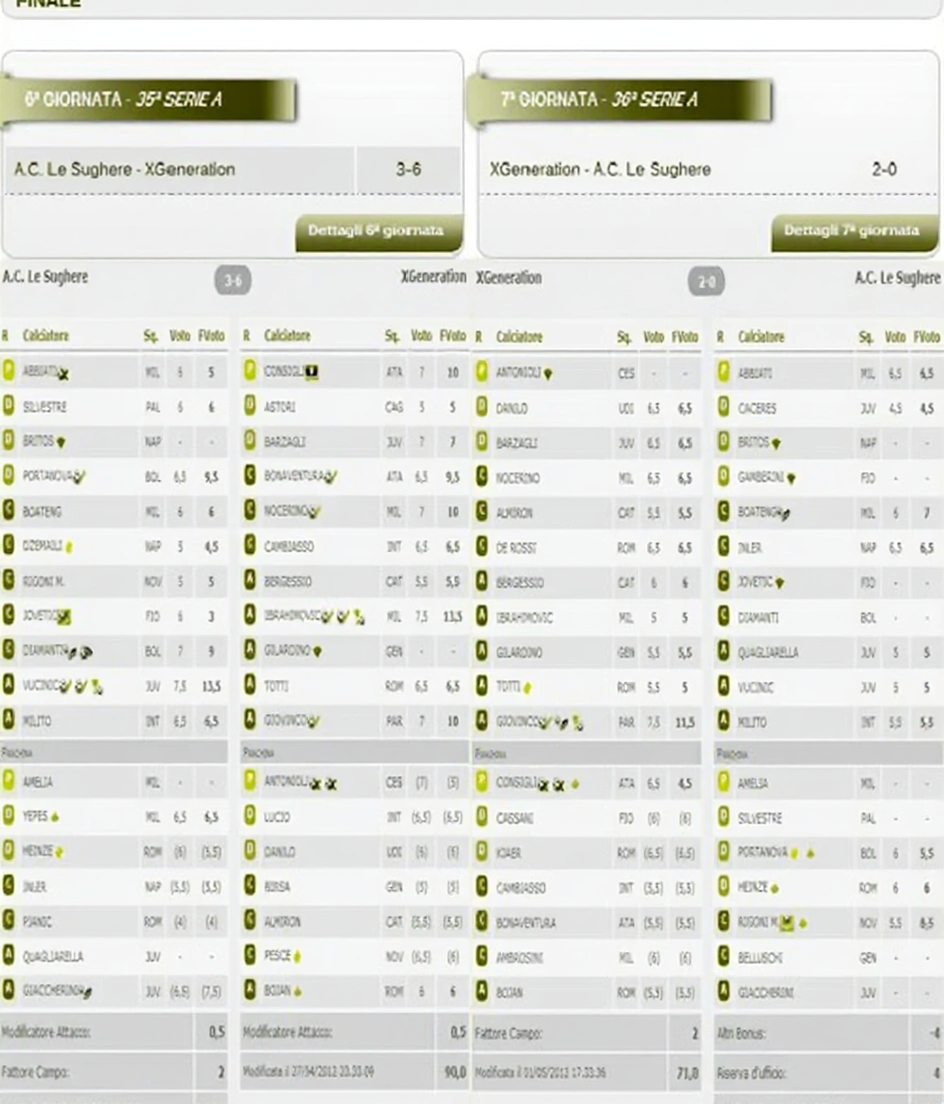 FINALE
6ª GIORNATA - 35ª SERIE A
A.C. Le Sughere - XGeneration 3-6
Dettagli 6ª giornata
7ª GIORNATA - 36ª SERIE A
XGeneration - A.C. Le Sughere 2-0
Dettagli 7ª giornata
A.C. Le Sughere 3-6 XGeneration
R Calciatore Sq. Voto FVoto R Calciatore Sq. Voto FVoto
P ABBIATI MIL 6 5 P CONSIGLI ATA 7 10
D SILVESTRE PAL 6 6 D ASTORI CAG 5 5
D BRITOS NAP - - D BARZAGLI JUV 7 7
D PORTANOVA BOL 6,5 9,5 C BONAVENTURA ATA 6,5 9,5
C BOATENG MIL 6 6 C NOCERINO MIL 7 10
C DZEMAILI NAP 5 4,5 C CAMBIASSO INT 6,5 6,5
C RIGONI M. NOV 5 5 A BERGESSIO CAT 5,5 5,5
C JOVETIC FIO 6 3 A IBRAHIMOVIC MIL 7,5 13,5
C DIAMANTI BOL 7 9 A GILARDINO GEN - -
A VUCINIC JUV 7,5 13,5 A TOTTI ROM 6,5 6,5
A MILITO INT 6,5 6,5 A GIOVINCO PAR 7 10
Panchina Panchina
P AMELIA MIL - - P ANTONIOLI CES (7) (5)
D YEPES MIL 6,5 6,5 D LUCIO INT (6,5) (6,5)
D HEINZE ROM (6) (5,5) D DANILO UDI (6) (6)
C INLER NAP (5,5) (5,5) C BIRSA GEN (5) (5)
C PJANIC ROM (4) (4) C ALMIRON CAT (5,5) (5,5)
A QUAGLIARELLA JUV - - C PESCE NOV (6,5) (6)
A GIACCHERINI JUV (6,5) (7,5) A BOJAN ROM 6 6
Modificatore Attacco: 0,5 Modificatore Attacco: 0,5
Fattore Campo: 2 Modificata il 27/04/2012 23.33.09 90,0
XGeneration 2-0 A.C. Le Sughere
R Calciatore Sq. Voto FVoto R Calciatore Sq. Voto FVoto
P ANTONIOLI CES - - P ABBIATI MIL 6,5 6,5
D DANILO UDI 6,5 6,5 D CACERES JUV 4,5 4,5
D BARZAGLI JUV 6,5 6,5 D BRITOS NAP - -
C NOCERINO MIL 6,5 6,5 D GAMBERINI FIO - -
C ALMIRON CAT 5,5 5,5 C BOATENG MIL 6 7
C DE ROSSI ROM 6,5 6,5 C INLER NAP 6,5 6,5
A BERGESSIO CAT 6 6 C JOVETIC FIO - -
A IBRAHIMOVIC MIL 5 5 C DIAMANTI BOL - -
A GILARDINO GEN 5,5 5,5 A QUAGLIARELLA JUV 5 5
A TOTTI ROM 5,5 5 A VUCINIC JUV 5 5
A GIOVINCO PAR 7,5 11,5 A MILITO INT 5,5 5,5
Panchina Panchina
P CONSIGLI ATA 6,5 4,5 P AMELIA MIL - -
D CASSANI FIO (6) (6) D SILVESTRE PAL - -
D KJAER ROM (6,5) (6,5) D PORTANOVA BOL 6 5,5
C CAMBIASSO INT (5,5) (5,5) D HEINZE ROM 6 6
C BONAVENTURA ATA (5,5) (5,5) C RIGONI M. NOV 5,5 8,5
C AMBROSINI MIL (6) (6) C BELLUSCHI GEN - -
A BOJAN ROM (5,5) (5,5) A GIACCHERINI JUV - -
Fattore Campo: 2 Altri Bonus: -4
Modificata il 01/05/2012 17.33.36 71,0 Riserva d'ufficio: 4